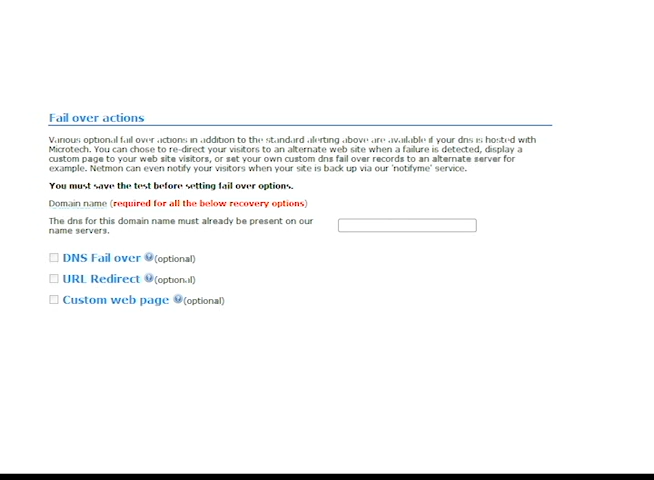 Fail over actions
Various optional fail over actions in addition to the standard alerting above are available if your dns is hosted with
Microtech. You can chose to re-direct your visitors to an alternate web site when a failure is detected, display a
custom page to your web site visitors, or set your own custom dns fail over records to an alternate server for
example. Netmon can even notify your visitors when your site is back up via our 'notifyme' service.
You must save the test before setting fail over options.
Domain name (required for all the below recovery options)
The dns for this domain name must already be present on our
name servers.
DNS Fail over ? (optional)
URL Redirect ? (optional)
Custom web page ? (optional)